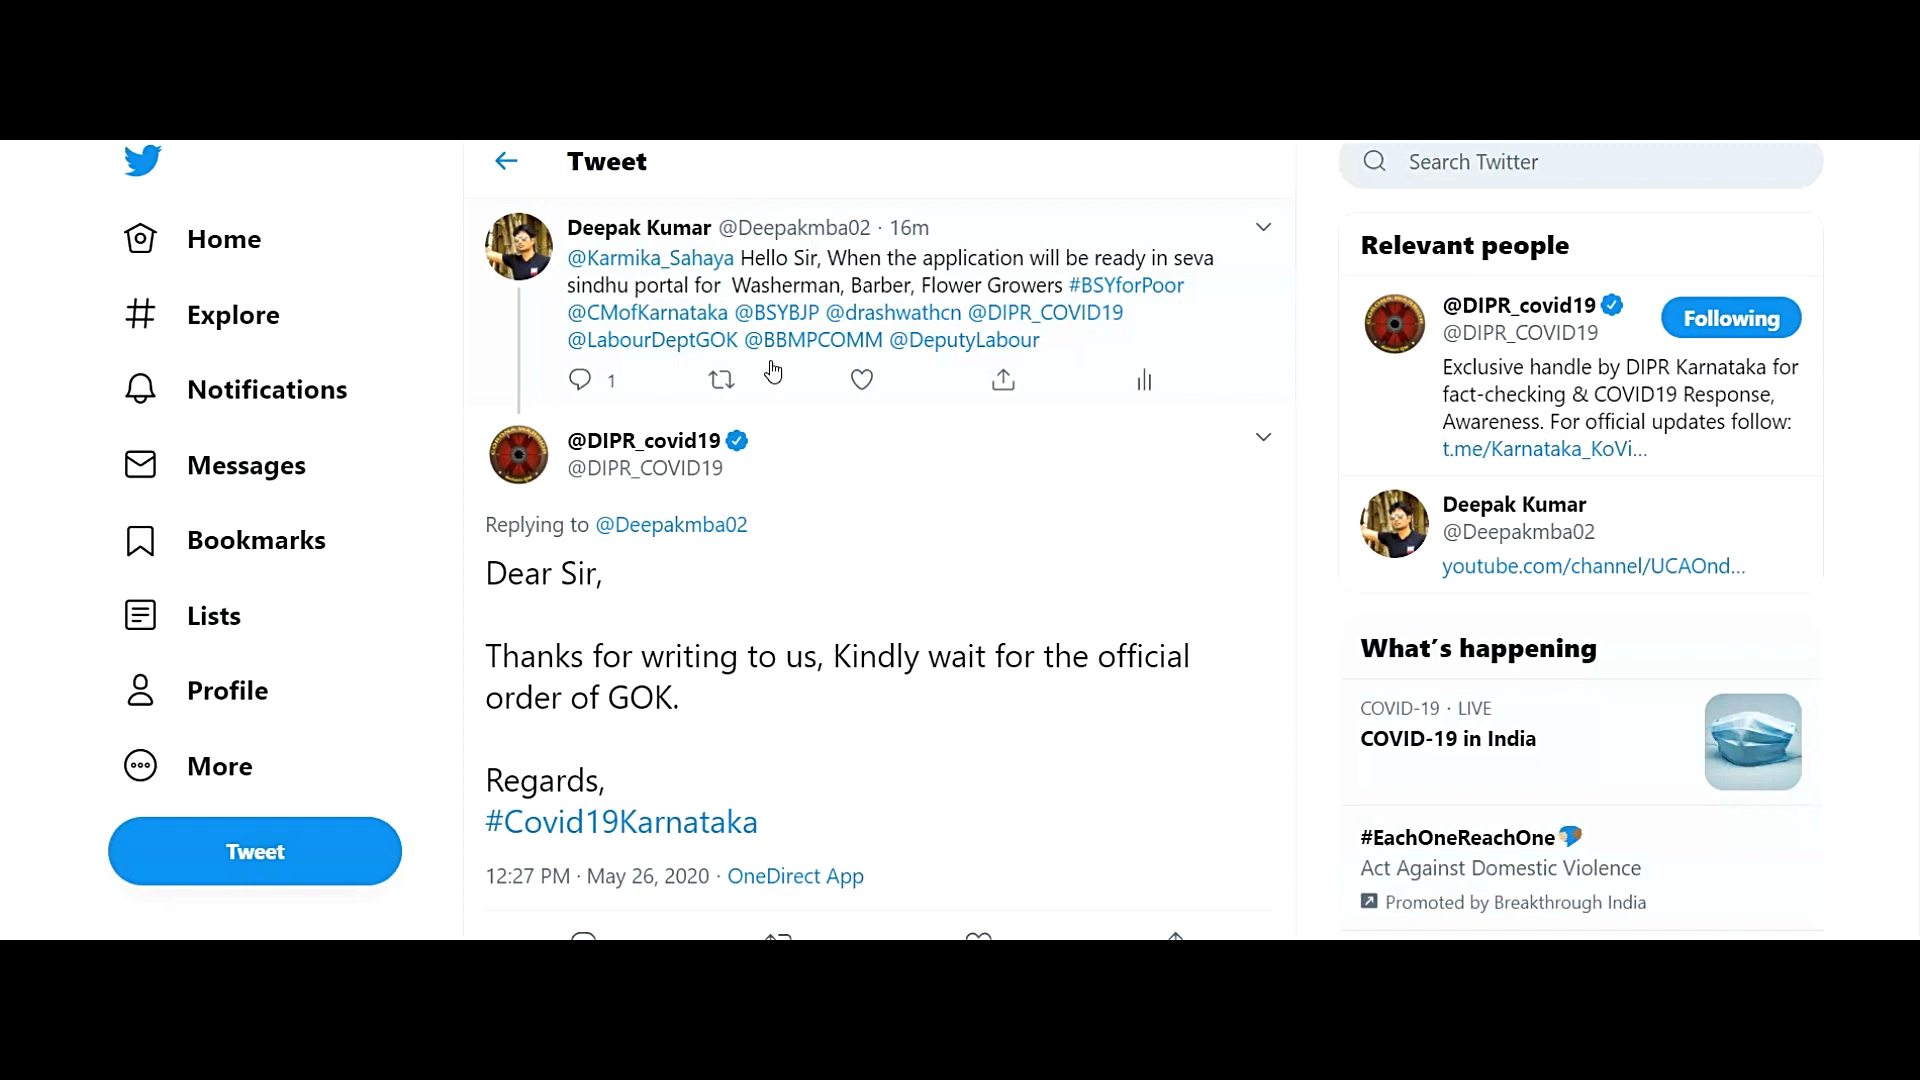 Tweet
Search Twitter
Home
Explore
Notifications
Messages
Bookmarks
Lists
Profile
More
Tweet
Deepak Kumar @Deepakmba02 · 16m
@Karmika_Sahaya Hello Sir, When the application will be ready in seva
sindhu portal for Washerman, Barber, Flower Growers #BSYforPoor
@CMofKarnataka @BSYBJP @drashwathcn @DIPR_COVID19
@LabourDeptGOK @BBMPCOMM @DeputyLabour
1
@DIPR_covid19
@DIPR_COVID19
Replying to @Deepakmba02
Dear Sir,
Thanks for writing to us, Kindly wait for the official
order of GOK.
Regards,
#Covid19Karnataka
12:27 PM · May 26, 2020 · OneDirect App
Relevant people
@DIPR_covid19
@DIPR_COVID19
Following
Exclusive handle by DIPR Karnataka for
fact-checking & COVID19 Response,
Awareness. For official updates follow:
t.me/Karnataka_KoVi...
Deepak Kumar
@Deepakmba02
youtube.com/channel/UCAOnd...
What's happening
COVID-19 · LIVE
COVID-19 in India
#EachOneReachOne
Act Against Domestic Violence
Promoted by Breakthrough India